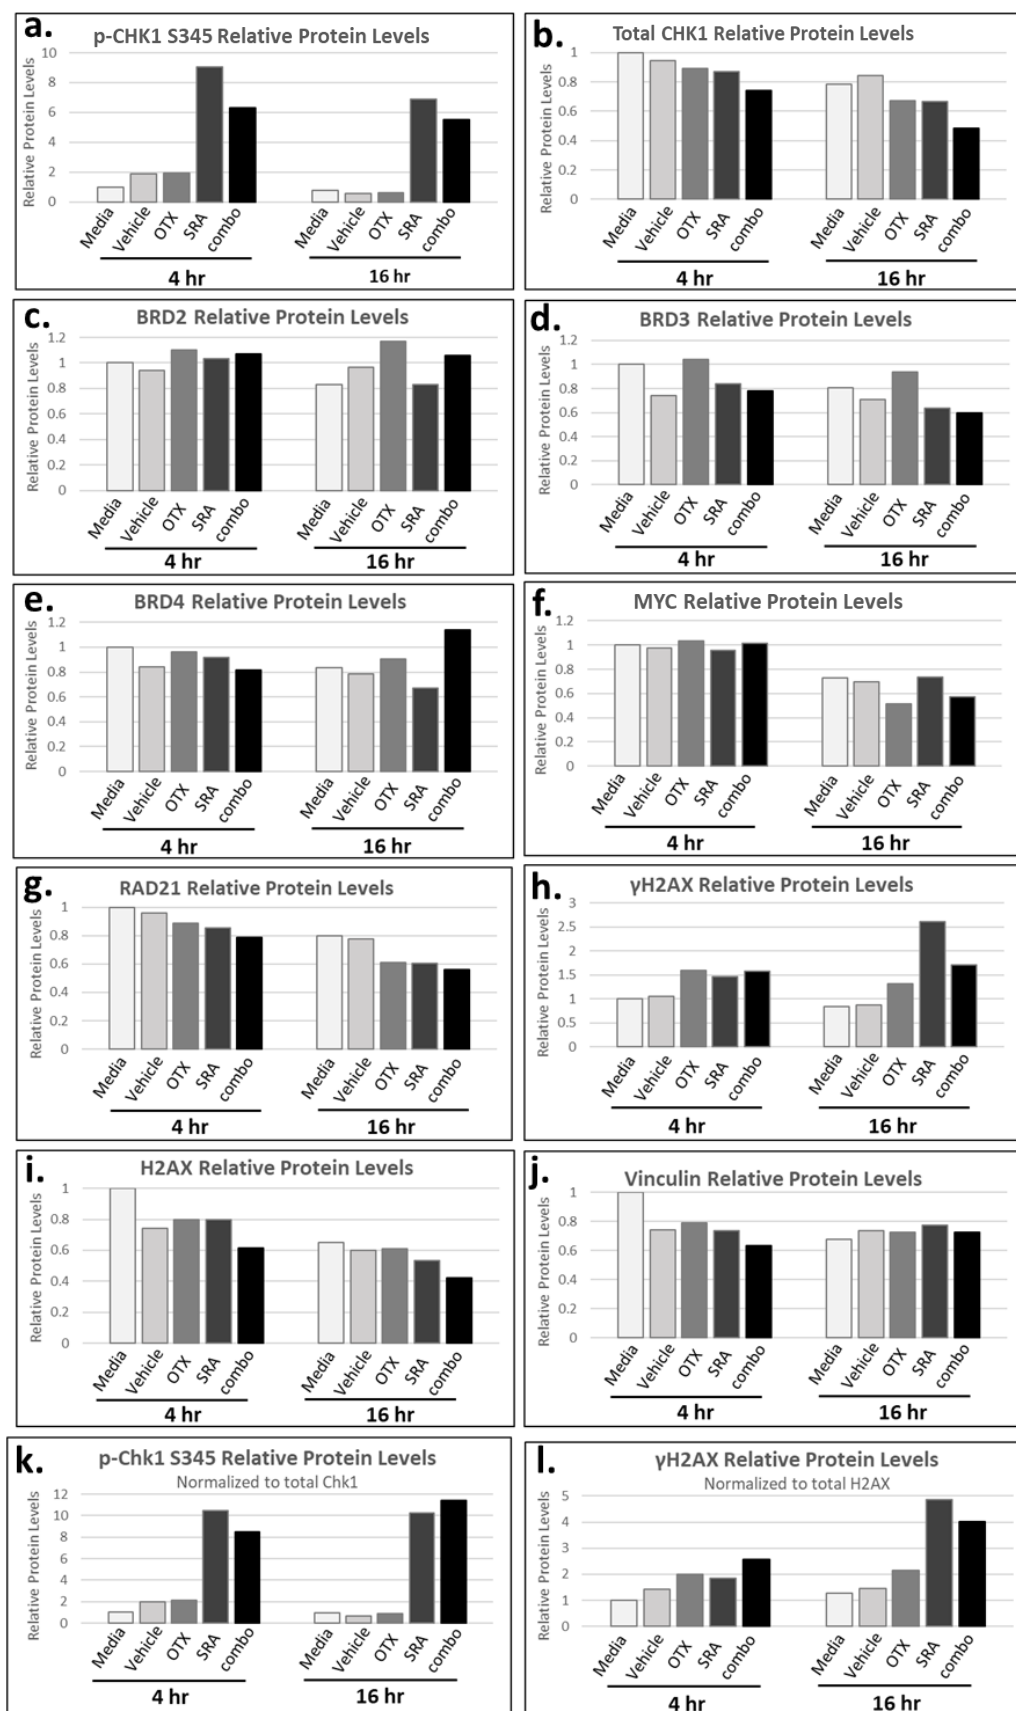 a.
p-CHK1 S345 Relative Protein Levels
Relative Protein Levels
10
8
6
4
2
0
Media
Vehicle
OTX
SRA
combo
Media
Vehicle
OTX
SRA
combo
4 hr
16 hr
b.
Total CHK1 Relative Protein Levels
Relative Protein Levels
1
0.8
0.6
0.4
0.2
0
Media
Vehicle
OTX
SRA
combo
Media
Vehicle
OTX
SRA
combo
4 hr
16 hr
c.
BRD2 Relative Protein Levels
Relative Protein Levels
1.2
1
0.8
0.6
0.4
0.2
0
Media
Vehicle
OTX
SRA
combo
Media
Vehicle
OTX
SRA
combo
4 hr
16 hr
d.
BRD3 Relative Protein Levels
Relative Protein Levels
1.2
1
0.8
0.6
0.4
0.2
0
Media
Vehicle
OTX
SRA
combo
Media
Vehicle
OTX
SRA
combo
4 hr
16 hr
e.
BRD4 Relative Protein Levels
Relative Protein Levels
1.2
1
0.8
0.6
0.4
0.2
0
Media
Vehicle
OTX
SRA
combo
Media
Vehicle
OTX
SRA
combo
4 hr
16 hr
f.
MYC Relative Protein Levels
Relative Protein Levels
1.2
1
0.8
0.6
0.4
0.2
0
Media
Vehicle
OTX
SRA
combo
Media
Vehicle
OTX
SRA
combo
4 hr
16 hr
g.
RAD21 Relative Protein Levels
Relative Protein Levels
1
0.8
0.6
0.4
0.2
0
Media
Vehicle
OTX
SRA
combo
Media
Vehicle
OTX
SRA
combo
4 hr
16 hr
h.
γH2AX Relative Protein Levels
Relative Protein Levels
3
2.5
2
1.5
1
0.5
0
Media
Vehicle
OTX
SRA
combo
Media
Vehicle
OTX
SRA
combo
4 hr
16 hr
i.
H2AX Relative Protein Levels
Relative Protein Levels
1
0.8
0.6
0.4
0.2
0
Media
Vehicle
OTX
SRA
combo
Media
Vehicle
OTX
SRA
combo
4 hr
16 hr
j.
Vinculin Relative Protein Levels
Relative Protein Levels
1
0.8
0.6
0.4
0.2
0
Media
Vehicle
OTX
SRA
combo
Media
Vehicle
OTX
SRA
combo
4 hr
16 hr
k.
p-Chk1 S345 Relative Protein Levels
Normalized to total Chk1
Relative Protein Levels
12
10
8
6
4
2
0
Media
Vehicle
OTX
SRA
combo
Media
Vehicle
OTX
SRA
combo
4 hr
16 hr
l.
γH2AX Relative Protein Levels
Normalized to total H2AX
Relative Protein Levels
5
4
3
2
1
0
Media
Vehicle
OTX
SRA
combo
Media
Vehicle
OTX
SRA
combo
4 hr
16 hr